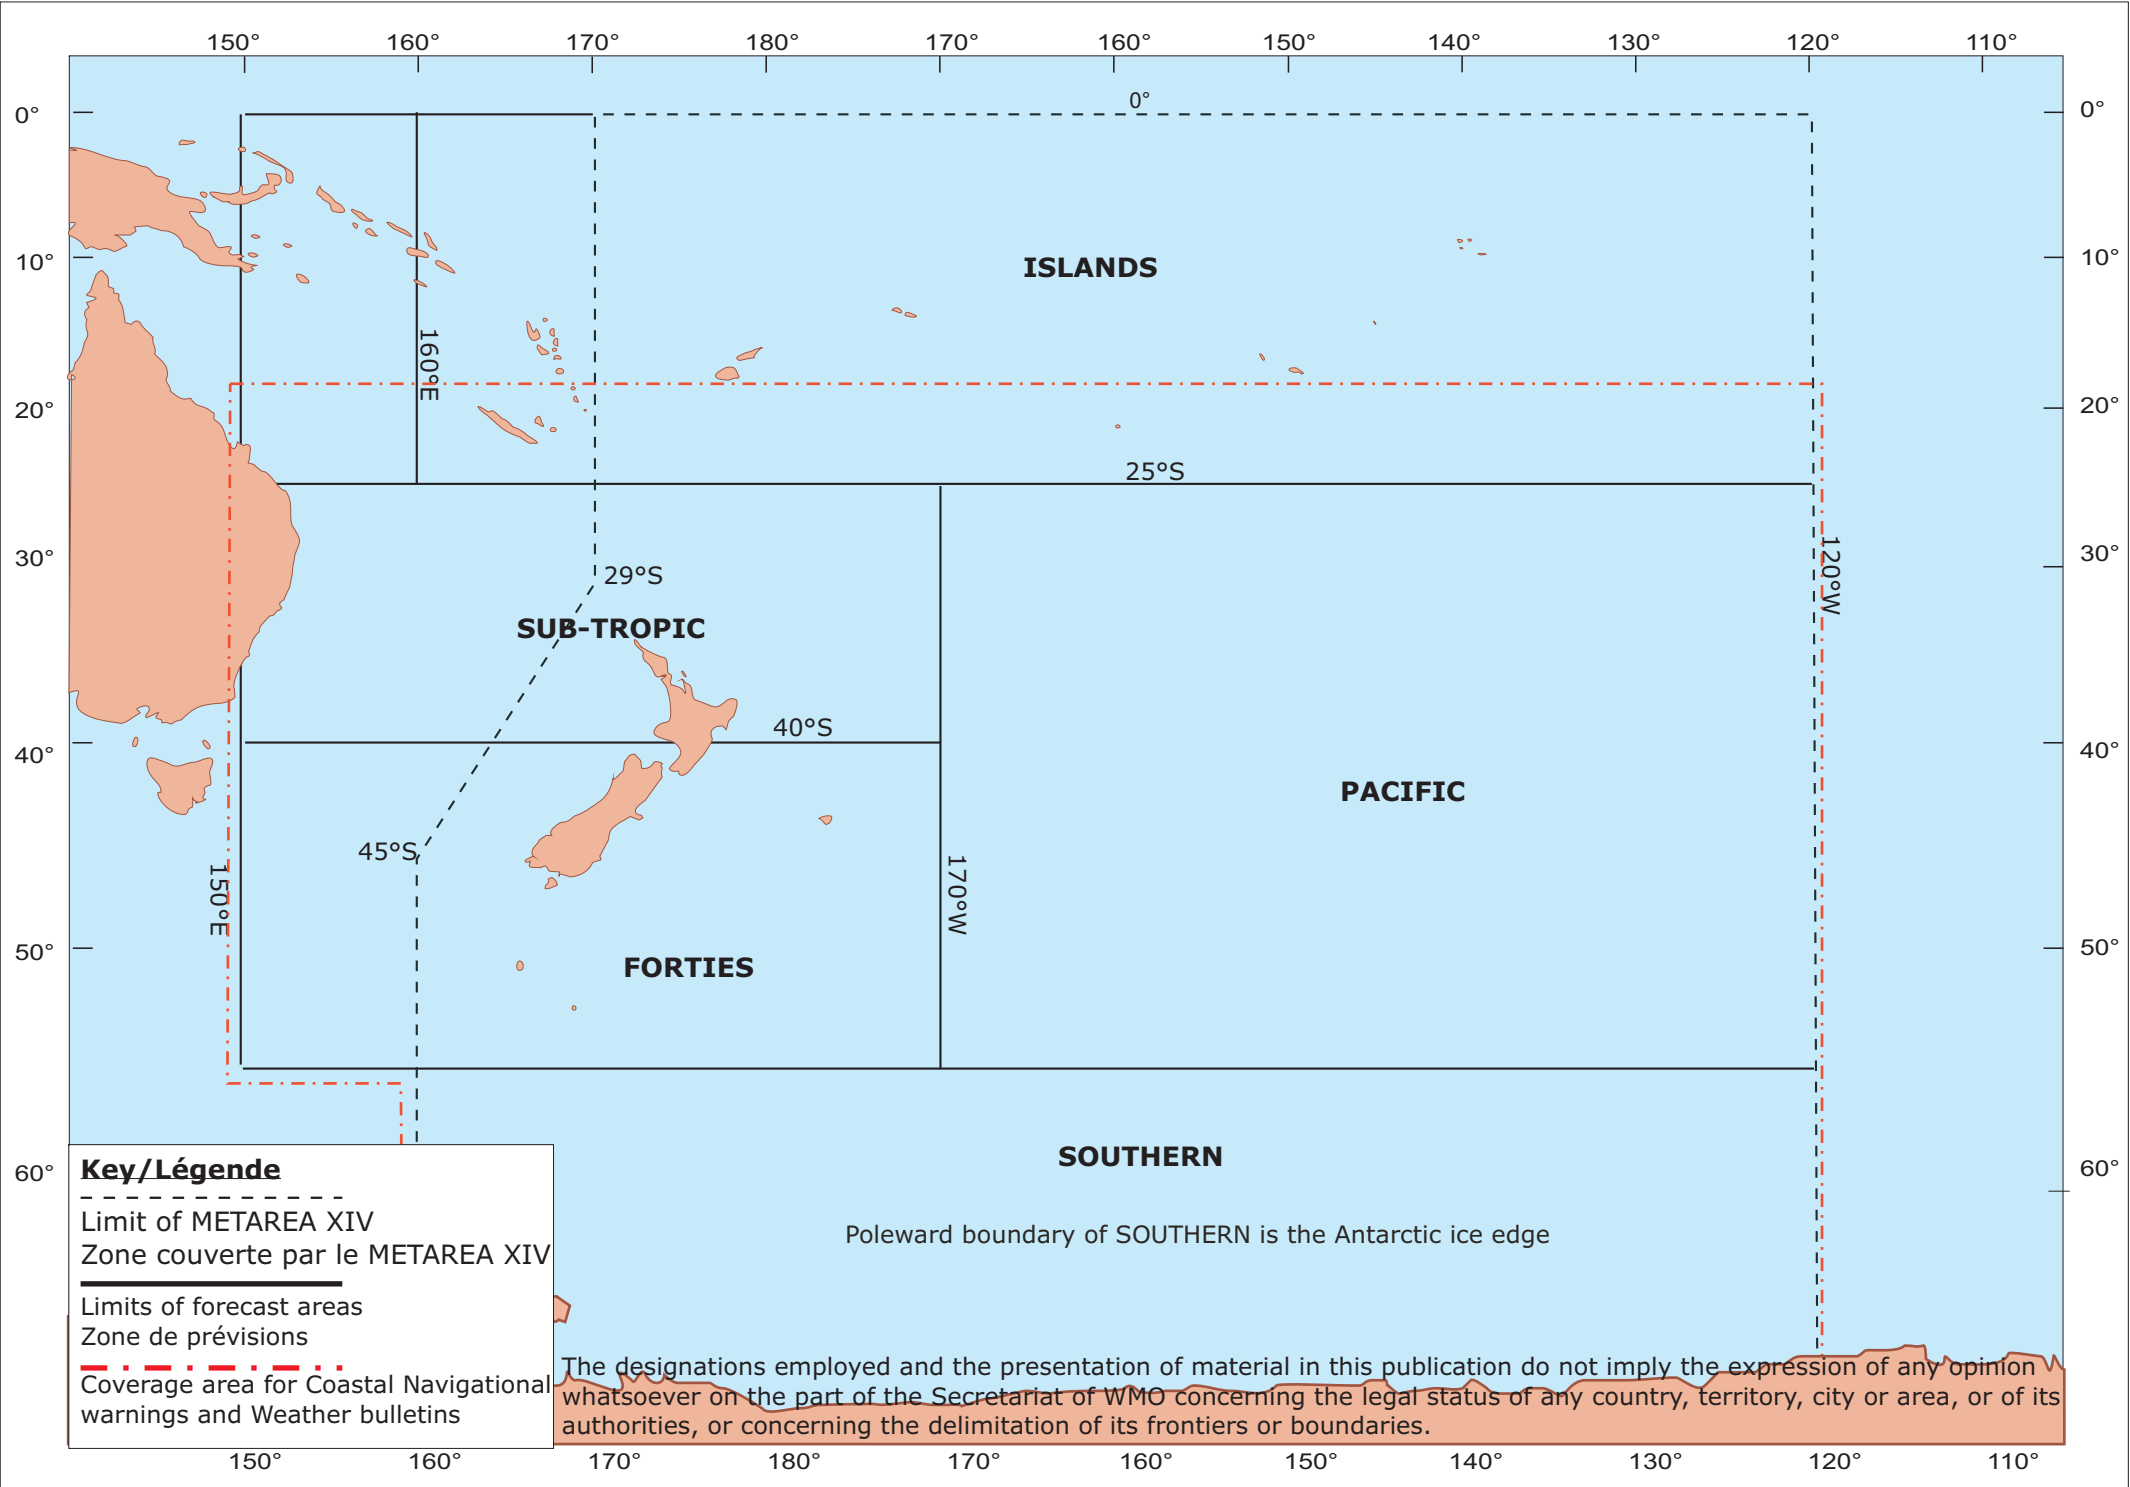 150° 160° 170° 180° 170° 160° 150° 140° 130° 120° 110°
0° 0° 0°
10° ISLANDS 10°
160°E
20° 20°
25°S
30° 29°S 120°W 30°
SUB-TROPIC
40° 40°S 40°
PACIFIC
45°S
150°E 170°W
50° FORTIES 50°
60° SOUTHERN 60°
Poleward boundary of SOUTHERN is the Antarctic ice edge
Key/Légende
Limit of METAREA XIV
Zone couverte par le METAREA XIV
Limits of forecast areas
Zone de prévisions
Coverage area for Coastal Navigational
warnings and Weather bulletins
The designations employed and the presentation of material in this publication do not imply the expression of any opinion
whatsoever on the part of the Secretariat of WMO concerning the legal status of any country, territory, city or area, or of its
authorities, or concerning the delimitation of its frontiers or boundaries.
150° 160° 170° 180° 170° 160° 150° 140° 130° 120° 110°